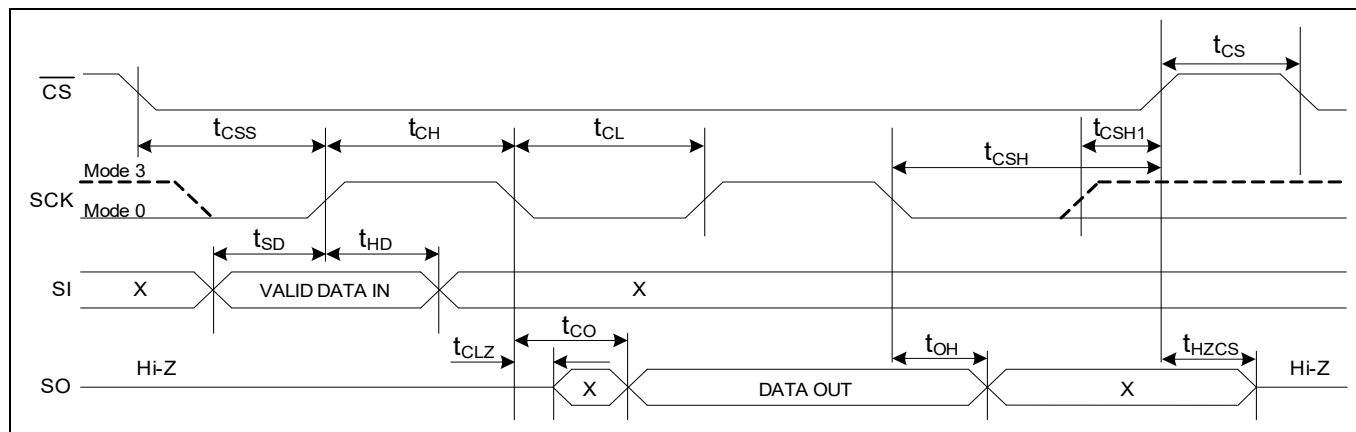 tCS
CS
tCSS tCH tCL tCSH tCSH1
Mode 3
SCK
Mode 0
tSD tHD
SI X VALID DATA IN X
tCLZ tCO tOH tHZCS
Hi-Z Hi-Z
SO X DATA OUT X